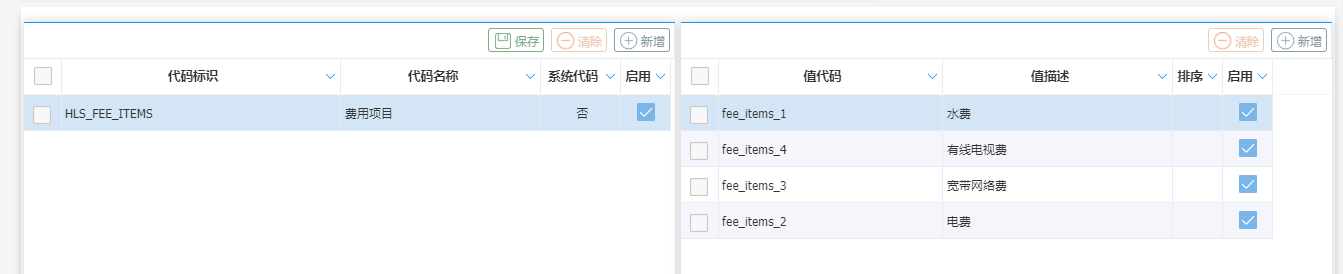 保存 清除 新增
代码标识 代码名称 系统代码 启用
HLS_FEE_ITEMS 费用项目 否
清除 新增
值代码 值描述 排序 启用
fee_items_1 水费
fee_items_4 有线电视费
fee_items_3 宽带网络费
fee_items_2 电费